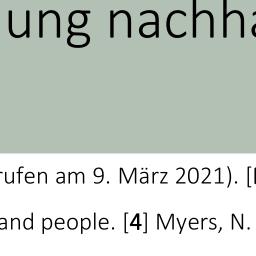 ung nachha
rufen am 9. März 2021). [
and people. [4] Myers, N.